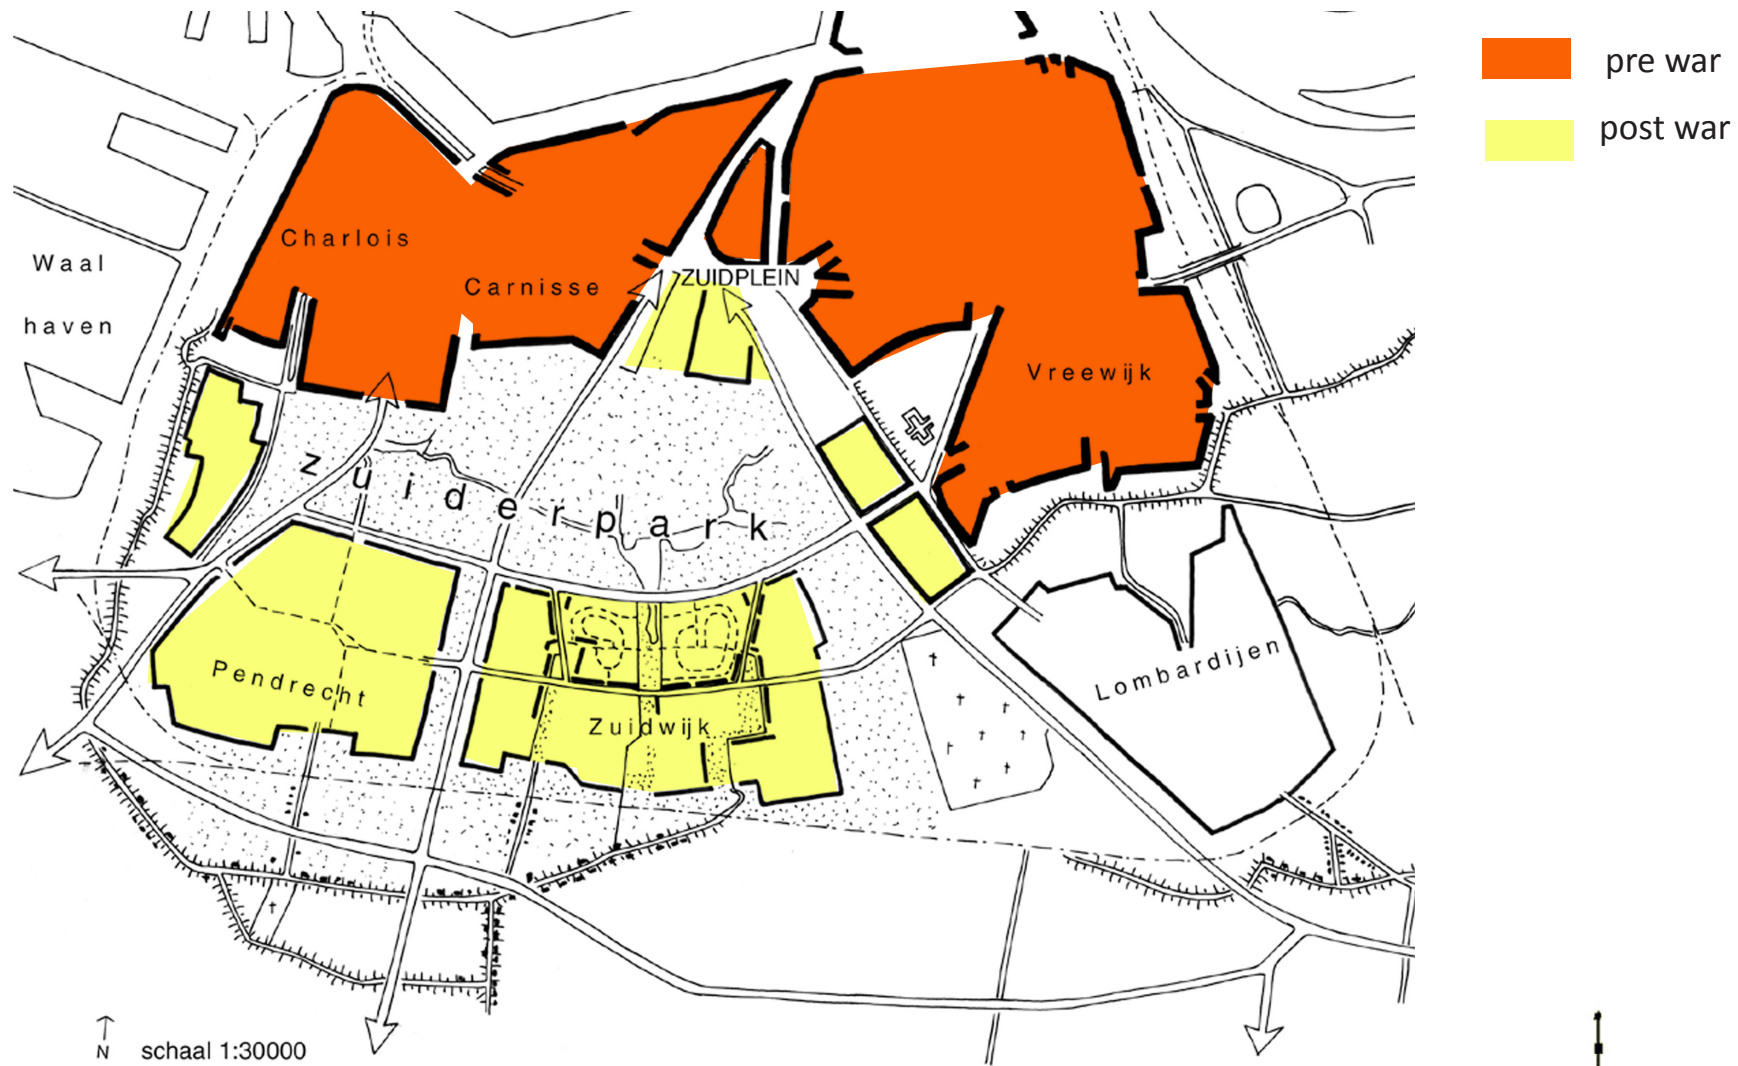 pre war
post war
Charlois
Waal
haven
Carnisse
ZUIDPLEIN
Vreewijk
Zuiderpark
Pendrecht
Zuidwijk
Lombardijen
N
schaal 1:30000